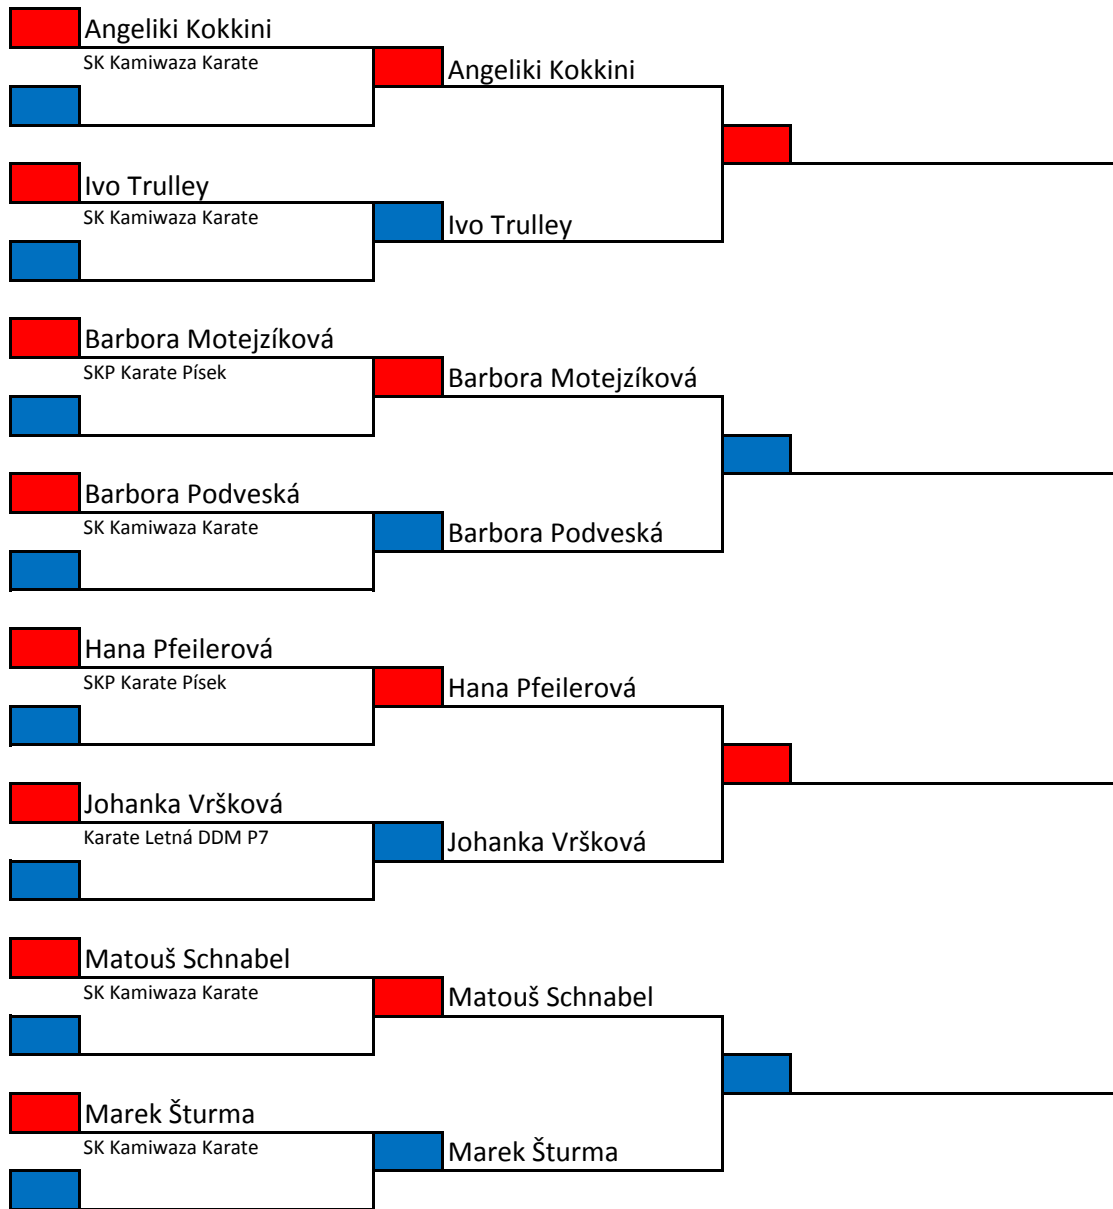 Angeliki Kokkini
SK Kamiwaza Karate
Angeliki Kokkini
Ivo Trulley
SK Kamiwaza Karate
Ivo Trulley
Barbora Motejzíková
SKP Karate Písek
Barbora Motejzíková
Barbora Podveská
SK Kamiwaza Karate
Barbora Podveská
Hana Pfeilerová
SKP Karate Písek
Hana Pfeilerová
Johanka Vršková
Karate Letná DDM P7
Johanka Vršková
Matouš Schnabel
SK Kamiwaza Karate
Matouš Schnabel
Marek Šturma
SK Kamiwaza Karate
Marek Šturma